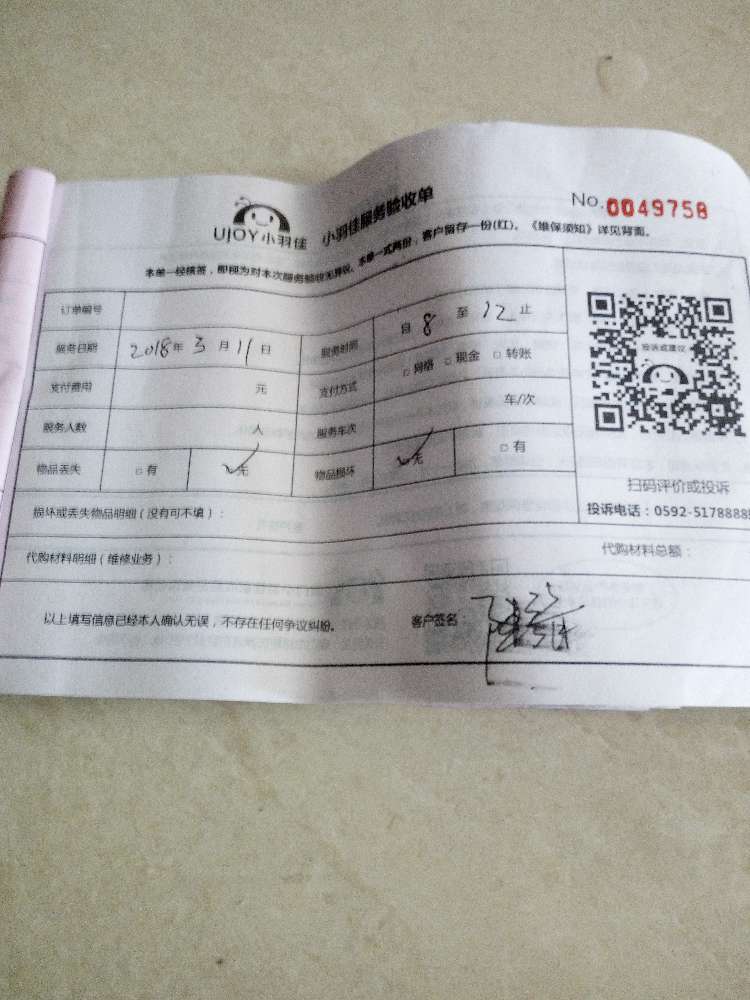 UJOY小羽佳 小羽佳服务验收单 No.0049758
本单一经核签，即视为对本次服务验收无异议。本单一式两份，客户留存一份(红)。《维保须知》详见背面。
订单编号
服务日期 2018年3月11日 服务时间 自8至12止
支付费用 元 支付方式 □网络 □现金 □转账
服务人数 人 服务车次 车/次
物品丢失 □有 ✓无 物品损坏 ✓无 □有
投诉或建议
扫码评价或投诉
投诉电话：0592-5178888
损坏或丢失物品明细（没有可不填）：
代购材料明细（维修业务）： 代购材料总额：
以上填写信息已经本人确认无误，不存在任何争议纠纷。 客户签名：